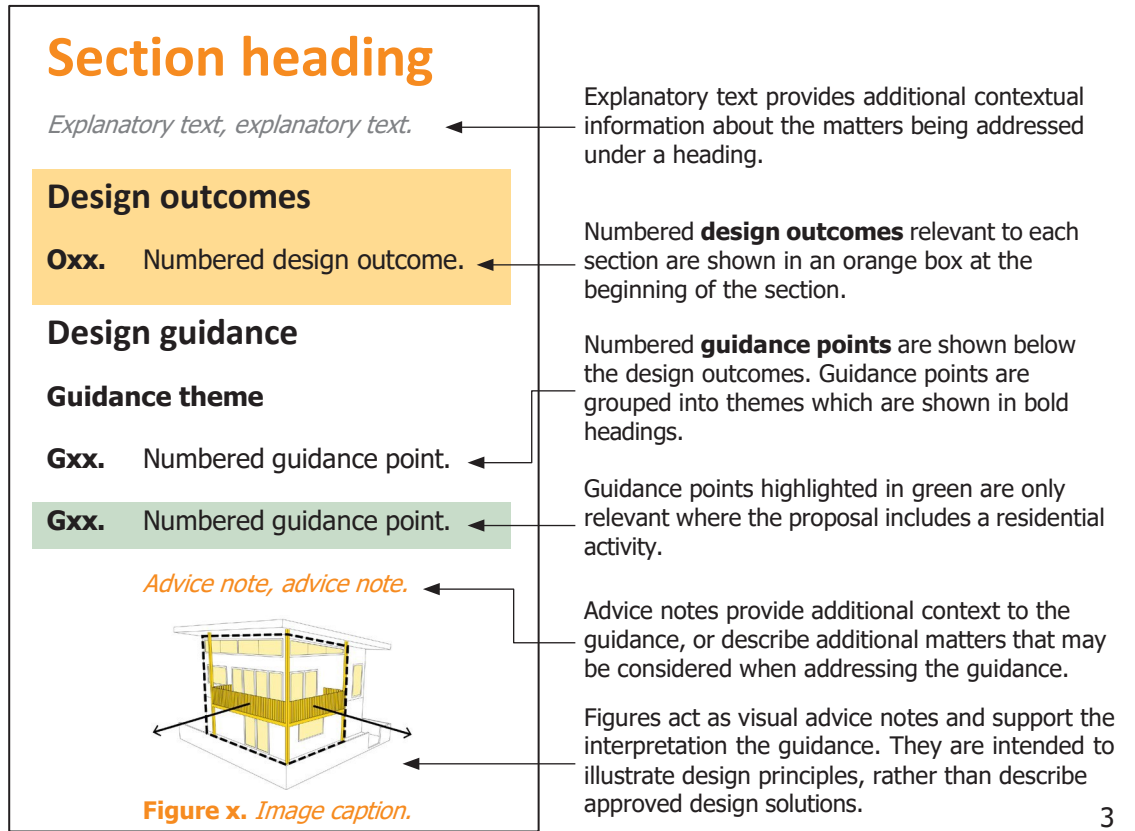 Section heading
Explanatory text, explanatory text.
Design outcomes
Oxx. Numbered design outcome.
Design guidance
Guidance theme
Gxx. Numbered guidance point.
Gxx. Numbered guidance point.
Advice note, advice note.
Figure x. Image caption.
Explanatory text provides additional contextual
information about the matters being addressed
under a heading.
Numbered design outcomes relevant to each
section are shown in an orange box at the
beginning of the section.
Numbered guidance points are shown below
the design outcomes. Guidance points are
grouped into themes which are shown in bold
headings.
Guidance points highlighted in green are only
relevant where the proposal includes a residential
activity.
Advice notes provide additional context to the
guidance, or describe additional matters that may
be considered when addressing the guidance.
Figures act as visual advice notes and support the
interpretation the guidance. They are intended to
illustrate design principles, rather than describe
approved design solutions.
3